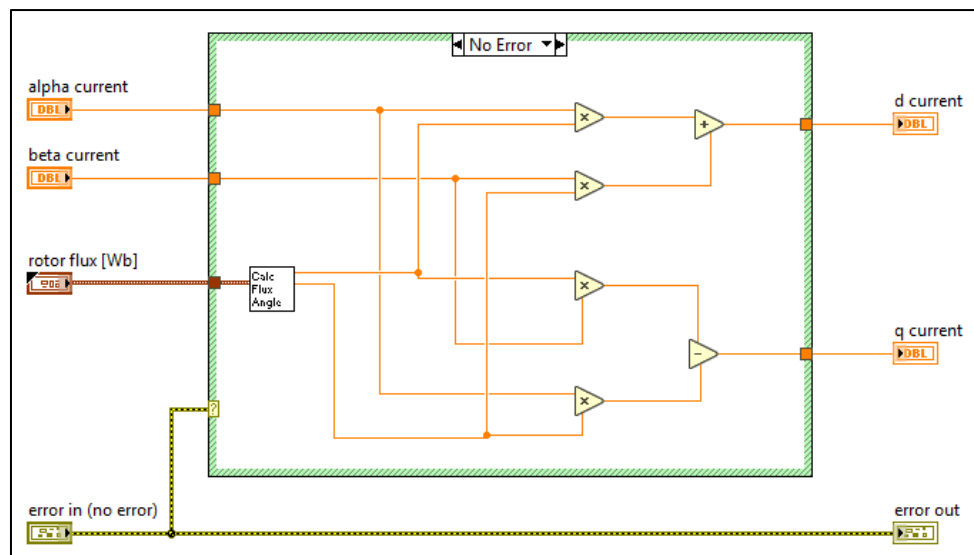 No Error
alpha current
DBL
d current
DBL
beta current
DBL
×
+
×
rotor flux [Wb]
Calc
Flux
Angle
×
q current
DBL
-
×
?
error in (no error)
error out